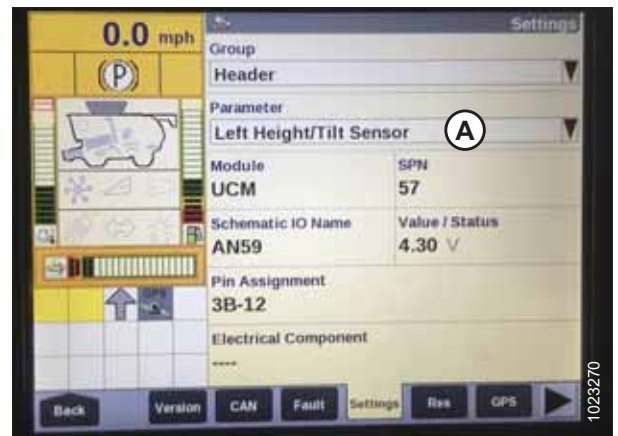 0.0 mph
Settings
Group
(P)
Header
Parameter
Left Height/Tilt Sensor
A
Module
SPN
UCM
57
Schematic IO Name
Value / Status
AN59
4.30 V
Pin Assignment
3B-12
GPS
Electrical Component
----
Back
Version
CAN
Fault
Settings
Res
GPS
1023270